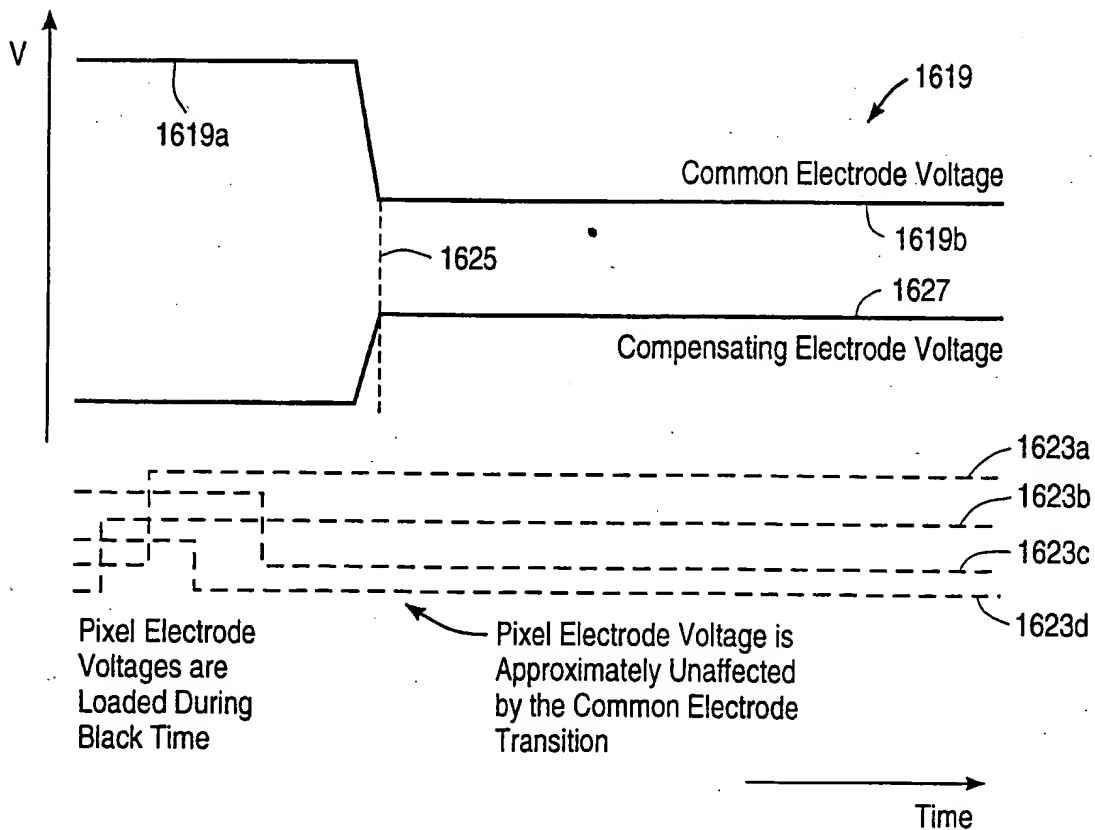 V
1619
1619a
Common Electrode Voltage
1619b
1625
1627
Compensating Electrode Voltage
1623a
1623b
1623c
1623d
Pixel Electrode
Voltages are
Loaded During
Black Time
Pixel Electrode Voltage is
Approximately Unaffected
by the Common Electrode
Transition
Time